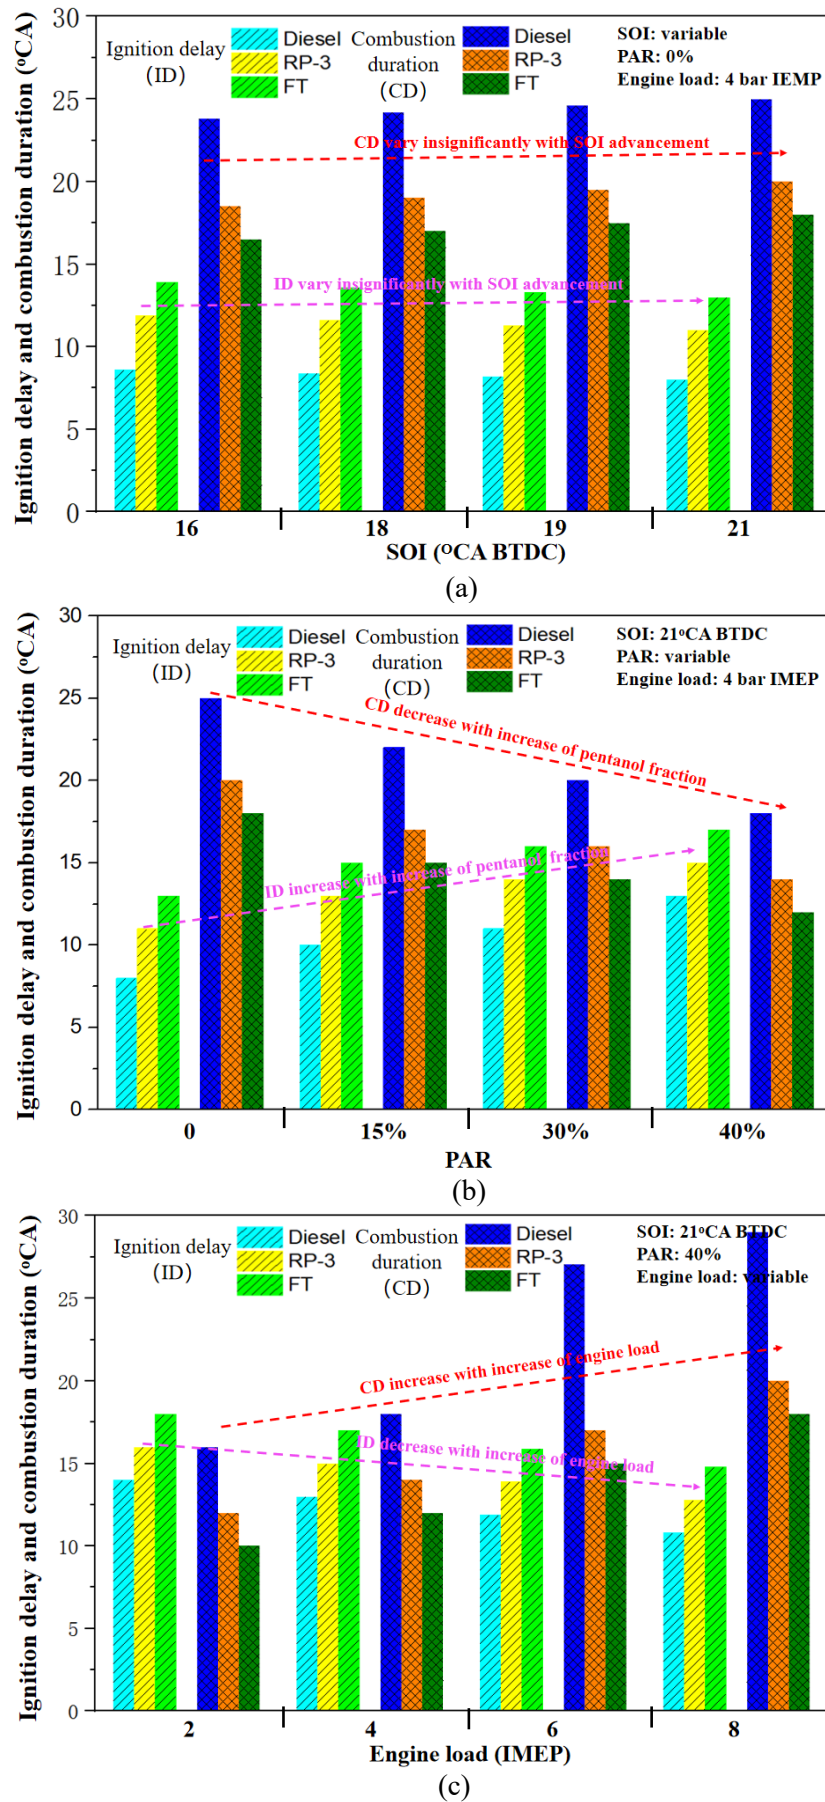 Ignition delay and combustion duration (ºCA)
30
25
20
15
10
5
0
Ignition delay
(ID)
Diesel
RP-3
FT
Combustion
duration
(CD)
Diesel
RP-3
FT
SOI: variable
PAR: 0%
Engine load: 4 bar IEMP
CD vary insignificantly with SOI advancement
ID vary insignificantly with SOI advancement
16
18
19
21
SOI (ᴼCA BTDC)
(a)
Ignition delay and combustion duration (ºCA)
30
25
20
15
10
5
0
Ignition delay
(ID)
Diesel
RP-3
FT
Combustion
duration
(CD)
Diesel
RP-3
FT
SOI: 21ºCA BTDC
PAR: variable
Engine load: 4 bar IMEP
CD decrease with increase of pentanol fraction
ID increase with increase of pentanol fraction
0
15%
30%
40%
PAR
(b)
Ignition delay and combustion duration (ºCA)
30
25
20
15
10
5
0
Ignition delay
(ID)
Diesel
RP-3
FT
Combustion
duration
(CD)
Diesel
RP-3
FT
SOI: 21ºCA BTDC
PAR: 40%
Engine load: variable
CD increase with increase of engine load
ID decrease with increase of engine load
2
4
6
8
Engine load (IMEP)
(c)